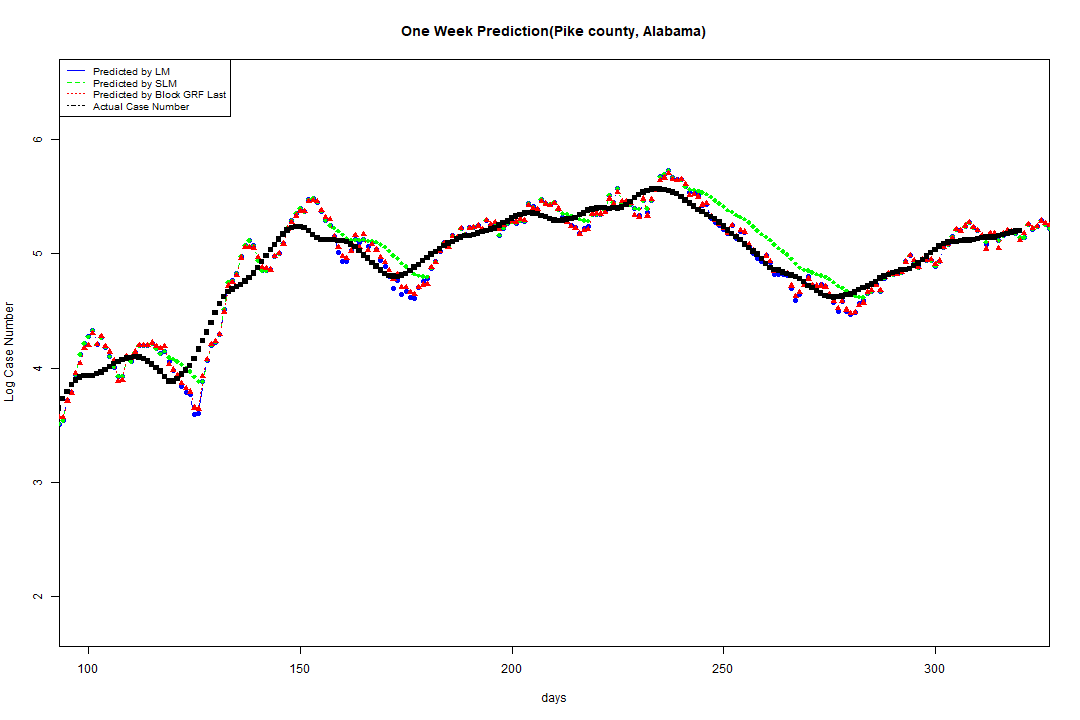 One Week Prediction(Pike county, Alabama)
Predicted by LM
Predicted by SLM
Predicted by Block GRF Last
Actual Case Number
6
5
4
3
2
Log Case Number
100 150 200 250 300
days